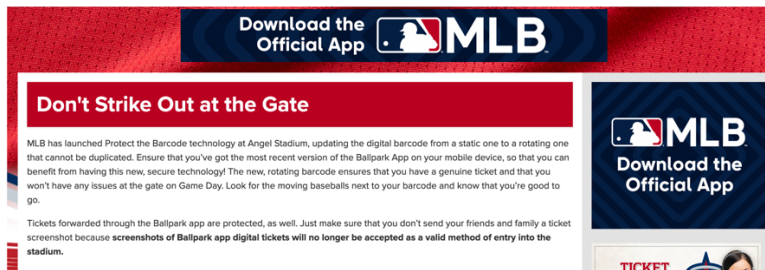 Download the
Official App
MLB
Don't Strike Out at the Gate
MLB has launched Protect the Barcode technology at Angel Stadium, updating the digital barcode from a static one to a rotating one
that cannot be duplicated. Ensure that you've got the most recent version of the Ballpark App on your mobile device, so that you can
benefit from having this new, secure technology! The new, rotating barcode ensures that you have a genuine ticket and that you
won't have any issues at the gate on Game Day. Look for the moving baseballs next to your barcode and know that you're good to
go.
Tickets forwarded through the Ballpark app are protected, as well. Just make sure that you don't send your friends and family a ticket
screenshot because screenshots of Ballpark app digital tickets will no longer be accepted as a valid method of entry into the
stadium.
MLB
Download the
Official App
TICKET